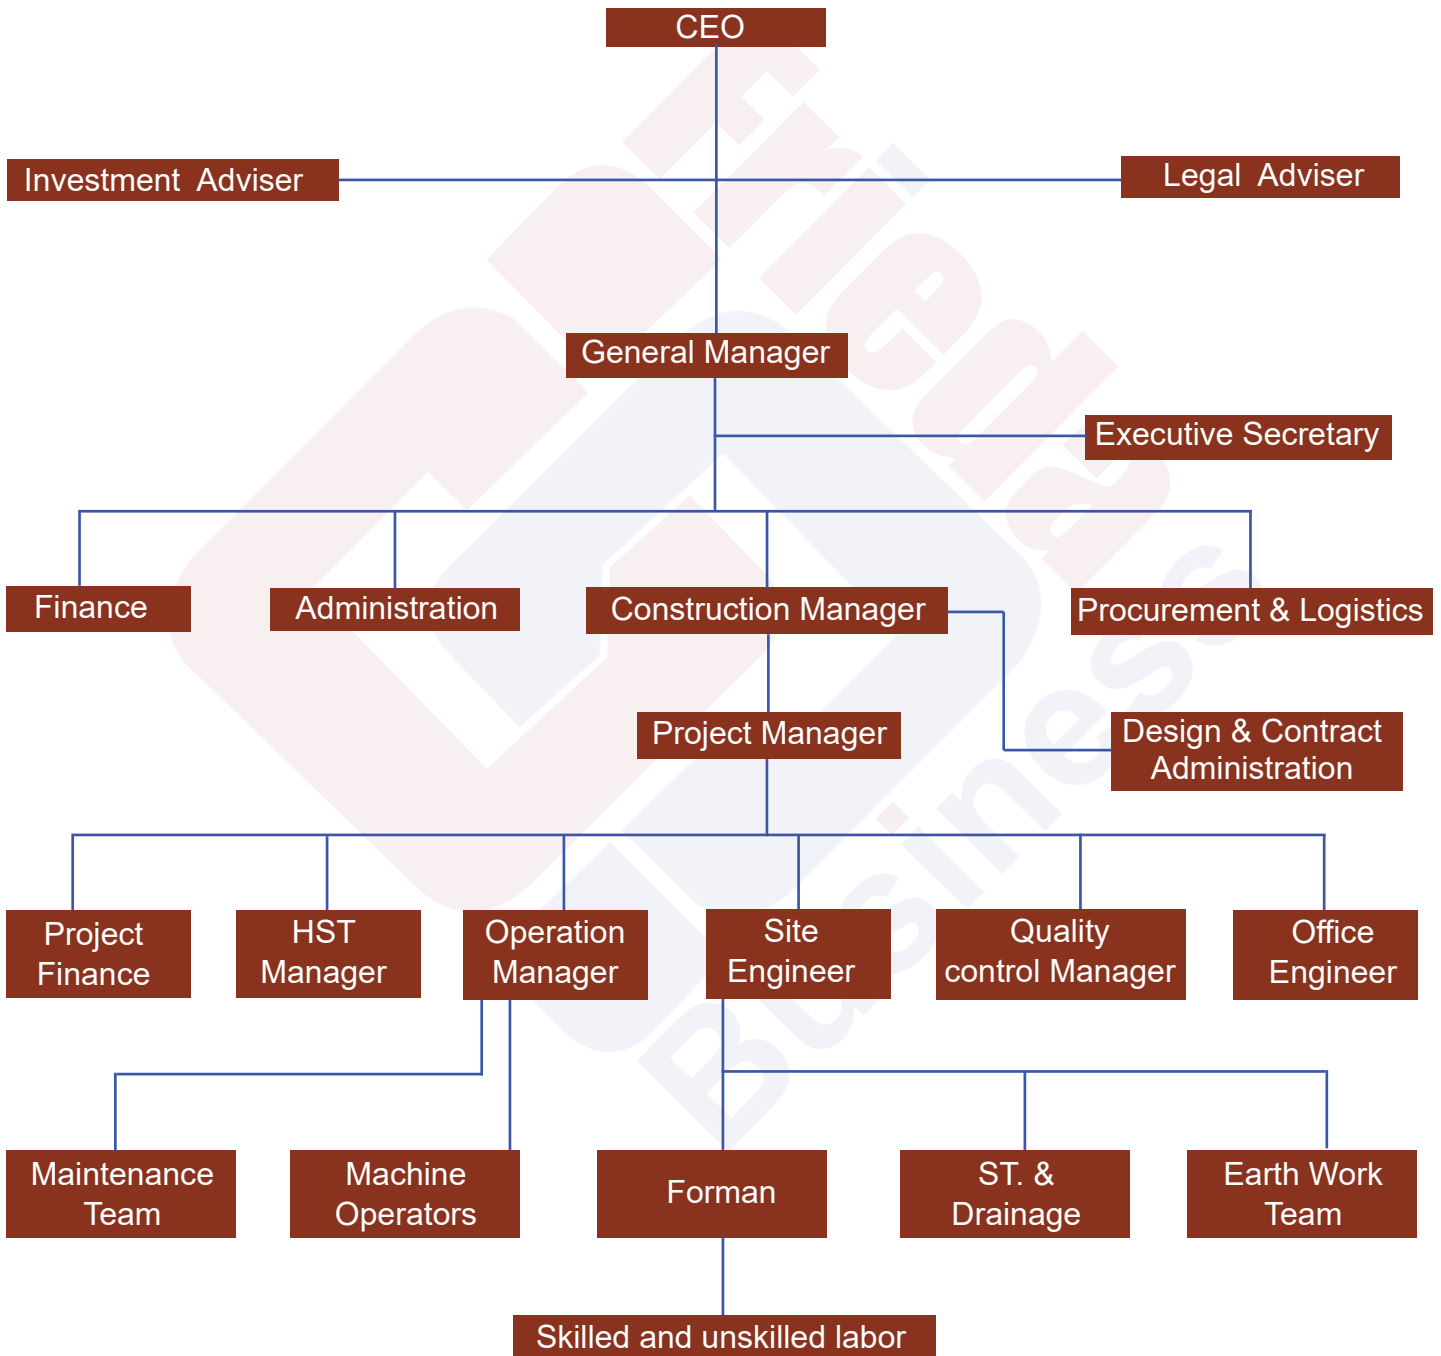 CEO
Investment Adviser
Legal Adviser
General Manager
Executive Secretary
Finance
Administration
Construction Manager
Procurement & Logistics
Project Manager
Design & Contract
Administration
Project
Finance
HST
Manager
Operation
Manager
Site
Engineer
Quality
control Manager
Office
Engineer
Maintenance
Team
Machine
Operators
Forman
ST. &
Drainage
Earth Work
Team
Skilled and unskilled labor
frieda
Business